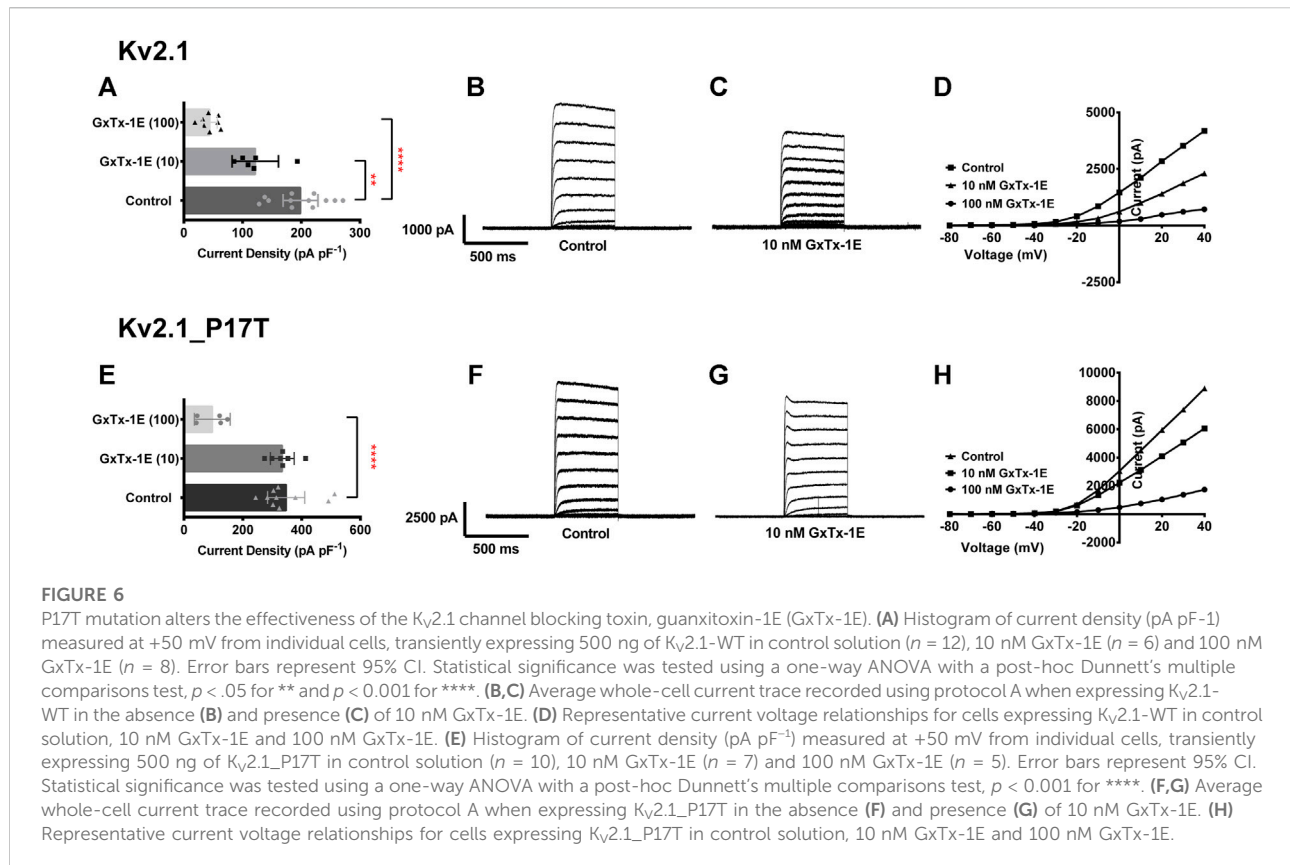 Kv2.1
A
B
C
D
GxTx-1E (100)
GxTx-1E (10)
Control
****
**
0 100 200 300
Current Density (pA pF⁻¹)
1000 pA
500 ms
Control
10 nM GxTx-1E
5000
2500
-2500
Current (pA)
Control
10 nM GxTx-1E
100 nM GxTx-1E
-80 -60 -40 -20 20 40
Voltage (mV)
Kv2.1_P17T
E
F
G
H
GxTx-1E (100)
GxTx-1E (10)
Control
****
0 200 400 600
Current Density (pA pF⁻¹)
2500 pA
500 ms
Control
10 nM GxTx-1E
10000
8000
6000
4000
2000
-2000
Current (pA)
Control
10 nM GxTx-1E
100 nM GxTx-1E
-80 -60 -40 -20 20 40
Voltage (mV)
FIGURE 6
P17T mutation alters the effectiveness of the KV2.1 channel blocking toxin, guanxitoxin-1E (GxTx-1E). (A) Histogram of current density (pA pF-1)
measured at +50 mV from individual cells, transiently expressing 500 ng of KV2.1-WT in control solution (n = 12), 10 nM GxTx-1E (n = 6) and 100 nM
GxTx-1E (n = 8). Error bars represent 95% CI. Statistical significance was tested using a one-way ANOVA with a post-hoc Dunnett's multiple
comparisons test, p < .05 for ** and p < 0.001 for ****. (B,C) Average whole-cell current trace recorded using protocol A when expressing KV2.1-
WT in the absence (B) and presence (C) of 10 nM GxTx-1E. (D) Representative current voltage relationships for cells expressing KV2.1-WT in control
solution, 10 nM GxTx-1E and 100 nM GxTx-1E. (E) Histogram of current density (pA pF⁻¹) measured at +50 mV from individual cells, transiently
expressing 500 ng of KV2.1_P17T in control solution (n = 10), 10 nM GxTx-1E (n = 7) and 100 nM GxTx-1E (n = 5). Error bars represent 95% CI.
Statistical significance was tested using a one-way ANOVA with a post-hoc Dunnett's multiple comparisons test, p < 0.001 for ****. (F,G) Average
whole-cell current trace recorded using protocol A when expressing KV2.1_P17T in the absence (F) and presence (G) of 10 nM GxTx-1E. (H)
Representative current voltage relationships for cells expressing KV2.1_P17T in control solution, 10 nM GxTx-1E and 100 nM GxTx-1E.